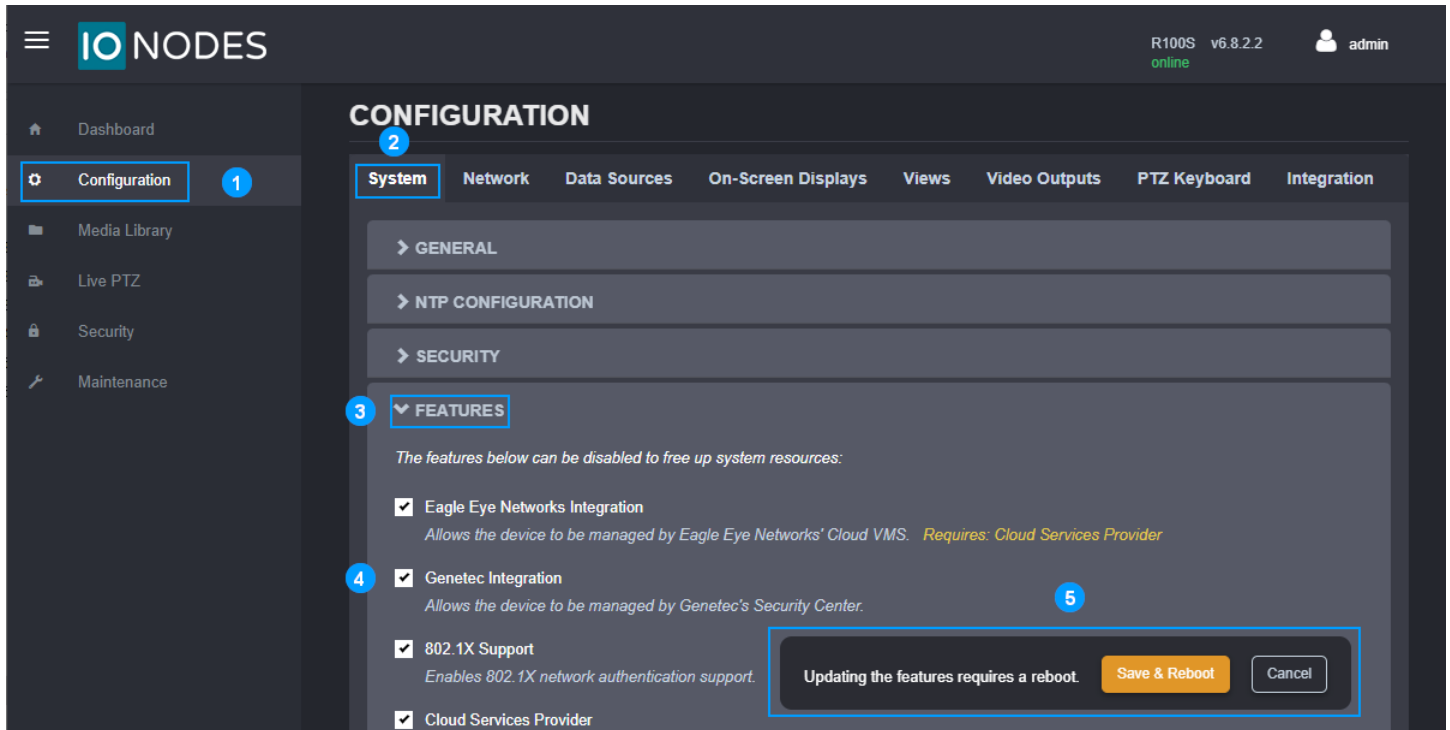 IONODES
R100S v6.8.2.2
online
admin
Dashboard
Configuration
1
Media Library
Live PTZ
Security
Maintenance
CONFIGURATION
2
System Network Data Sources On-Screen Displays Views Video Outputs PTZ Keyboard Integration
GENERAL
NTP CONFIGURATION
SECURITY
3
FEATURES
The features below can be disabled to free up system resources:
Eagle Eye Networks Integration
Allows the device to be managed by Eagle Eye Networks' Cloud VMS. Requires: Cloud Services Provider
4
Genetec Integration
Allows the device to be managed by Genetec's Security Center.
5
802.1X Support
Enables 802.1X network authentication support.
Updating the features requires a reboot. Save & Reboot Cancel
Cloud Services Provider